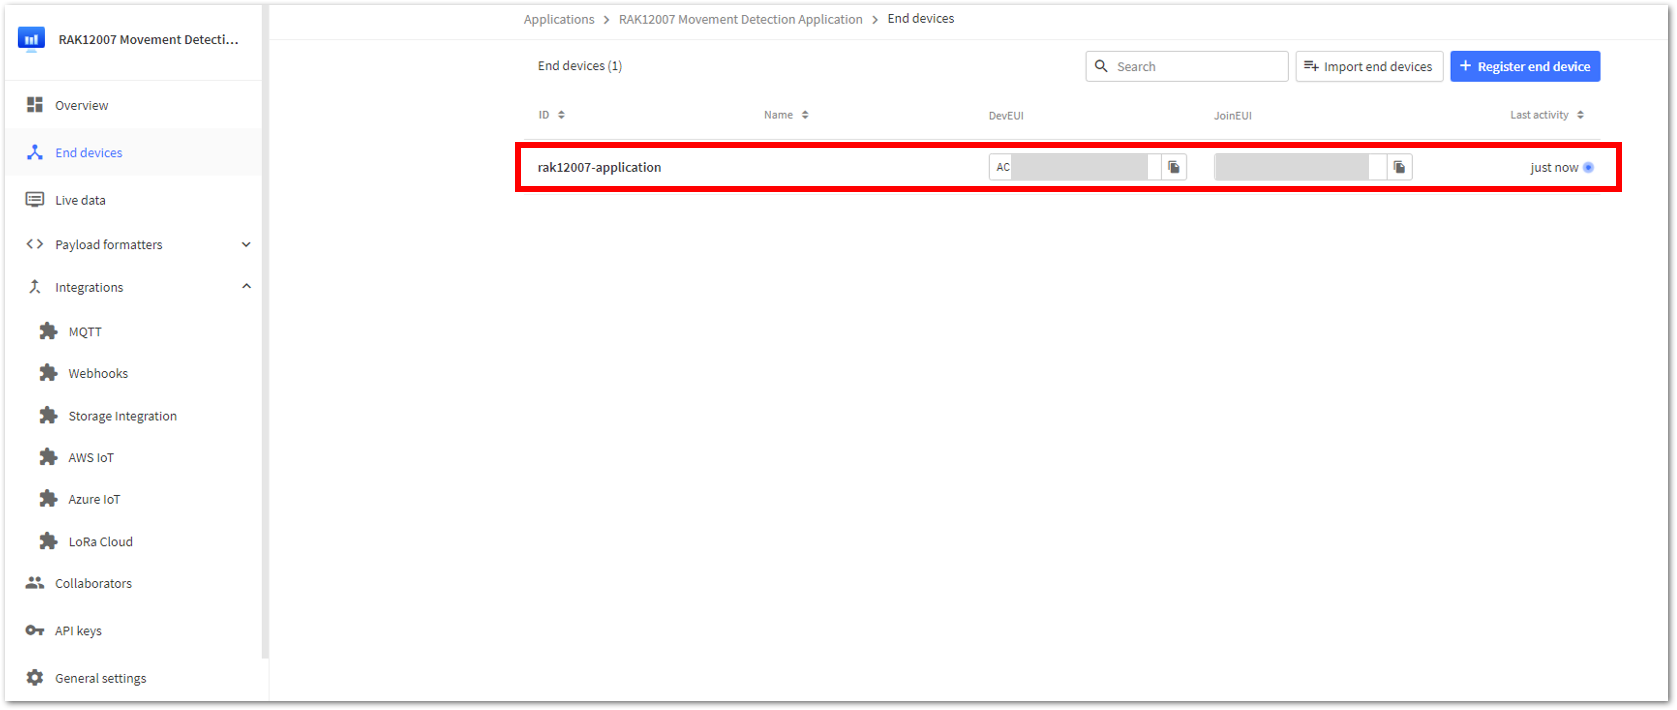 RAK12007 Movement Detecti...
Overview
End devices
Live data
Payload formatters
Integrations
MQTT
Webhooks
Storage Integration
AWS IoT
Azure IoT
LoRa Cloud
Collaborators
API keys
General settings
Applications > RAK12007 Movement Detection Application > End devices
End devices (1)
Search
Import end devices
+ Register end device
ID Name DevEUI JoinEUI Last activity
rak12007-application AC just now